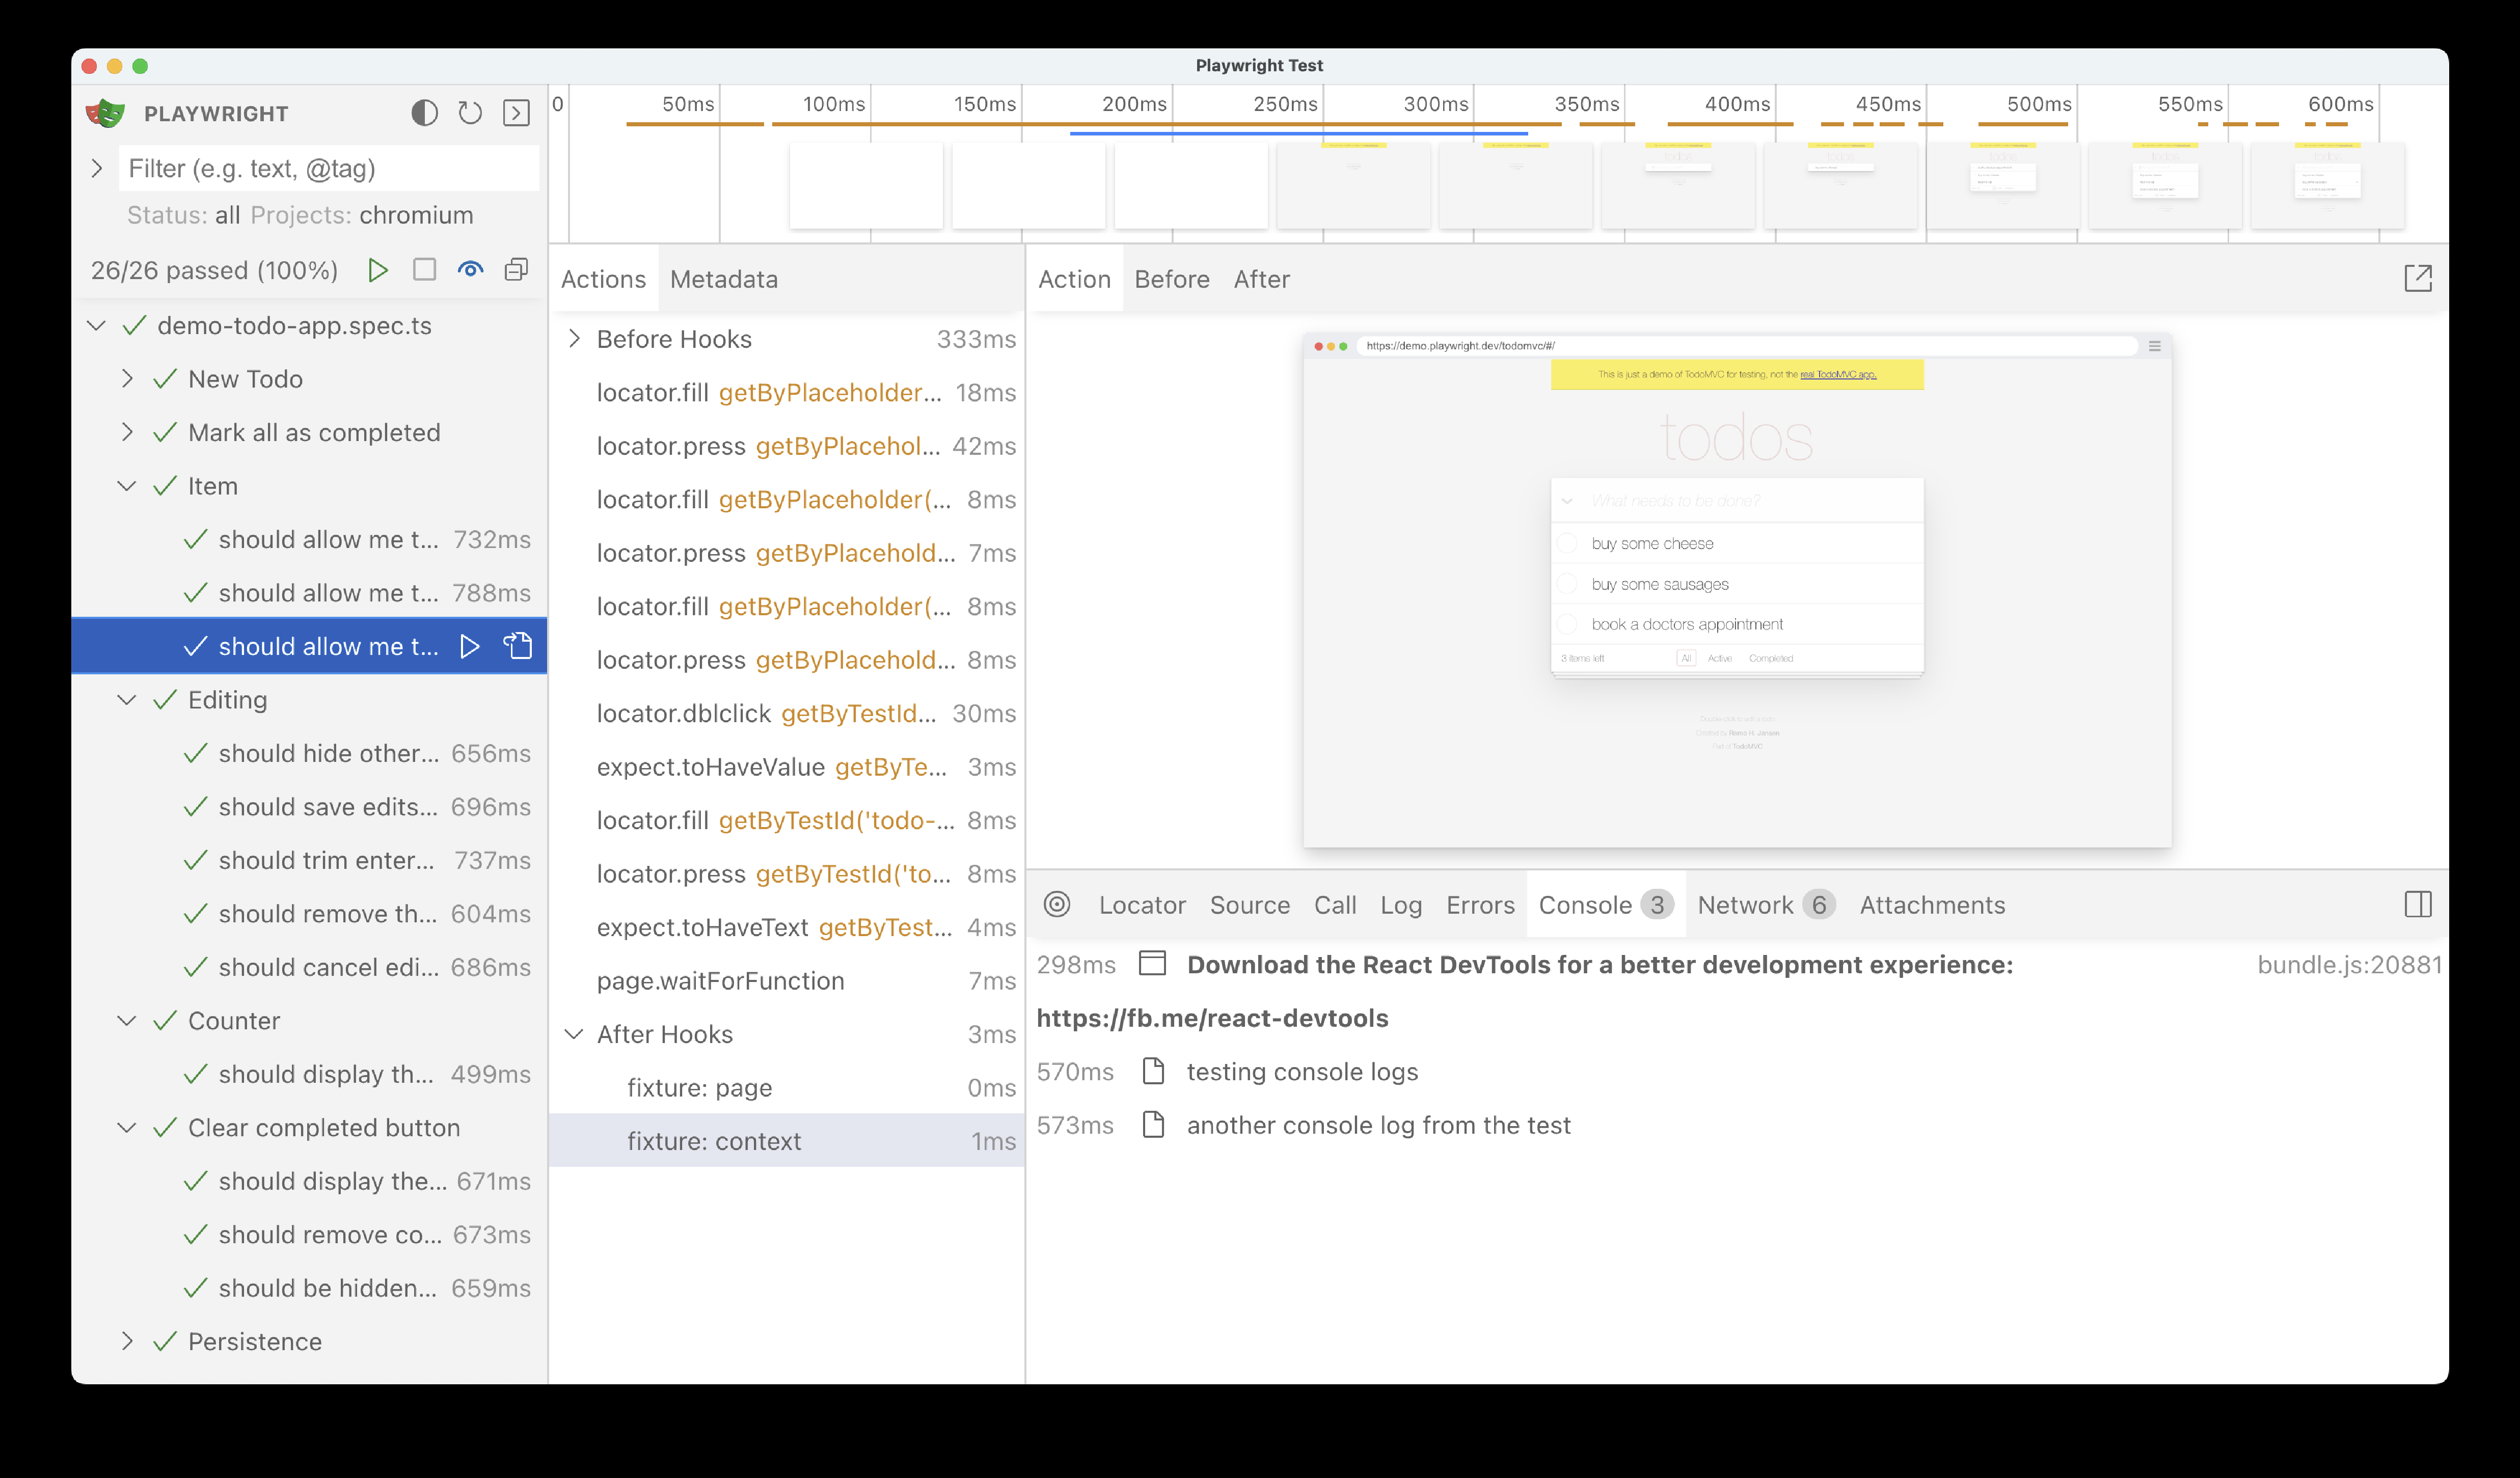 Playwright Test
PLAYWRIGHT
Filter (e.g. text, @tag)
Status: all Projects: chromium
26/26 passed (100%)
demo-todo-app.spec.ts
New Todo
Mark all as completed
Item
should allow me t... 732ms
should allow me t... 788ms
should allow me t...
Editing
should hide other... 656ms
should save edits... 696ms
should trim enter... 737ms
should remove th... 604ms
should cancel edi... 686ms
Counter
should display th... 499ms
Clear completed button
should display the... 671ms
should remove co... 673ms
should be hidden... 659ms
Persistence
0 50ms 100ms 150ms 200ms 250ms 300ms 350ms 400ms 450ms 500ms 550ms 600ms
Actions Metadata
Before Hooks 333ms
locator.fill getByPlaceholder... 18ms
locator.press getByPlacehol... 42ms
locator.fill getByPlaceholder(... 8ms
locator.press getByPlacehold... 7ms
locator.fill getByPlaceholder(... 8ms
locator.press getByPlacehold... 8ms
locator.dblclick getByTestId... 30ms
expect.toHaveValue getByTe... 3ms
locator.fill getByTestId('todo-... 8ms
locator.press getByTestId('to... 8ms
expect.toHaveText getByTest... 4ms
page.waitForFunction 7ms
After Hooks 3ms
fixture: page 0ms
fixture: context 1ms
Action Before After
https://demo.playwright.dev/todomvc/#/
This is just a demo of TodoMVC for testing, not the real TodoMVC app.
todos
What needs to be done?
buy some cheese
buy some sausages
book a doctors appointment
3 items left All Active Completed
Double-click to edit a todo
Created by Remo H. Jansen
Part of TodoMVC
Locator Source Call Log Errors Console 3 Network 6 Attachments
298ms Download the React DevTools for a better development experience: bundle.js:20881
https://fb.me/react-devtools
570ms testing console logs
573ms another console log from the test